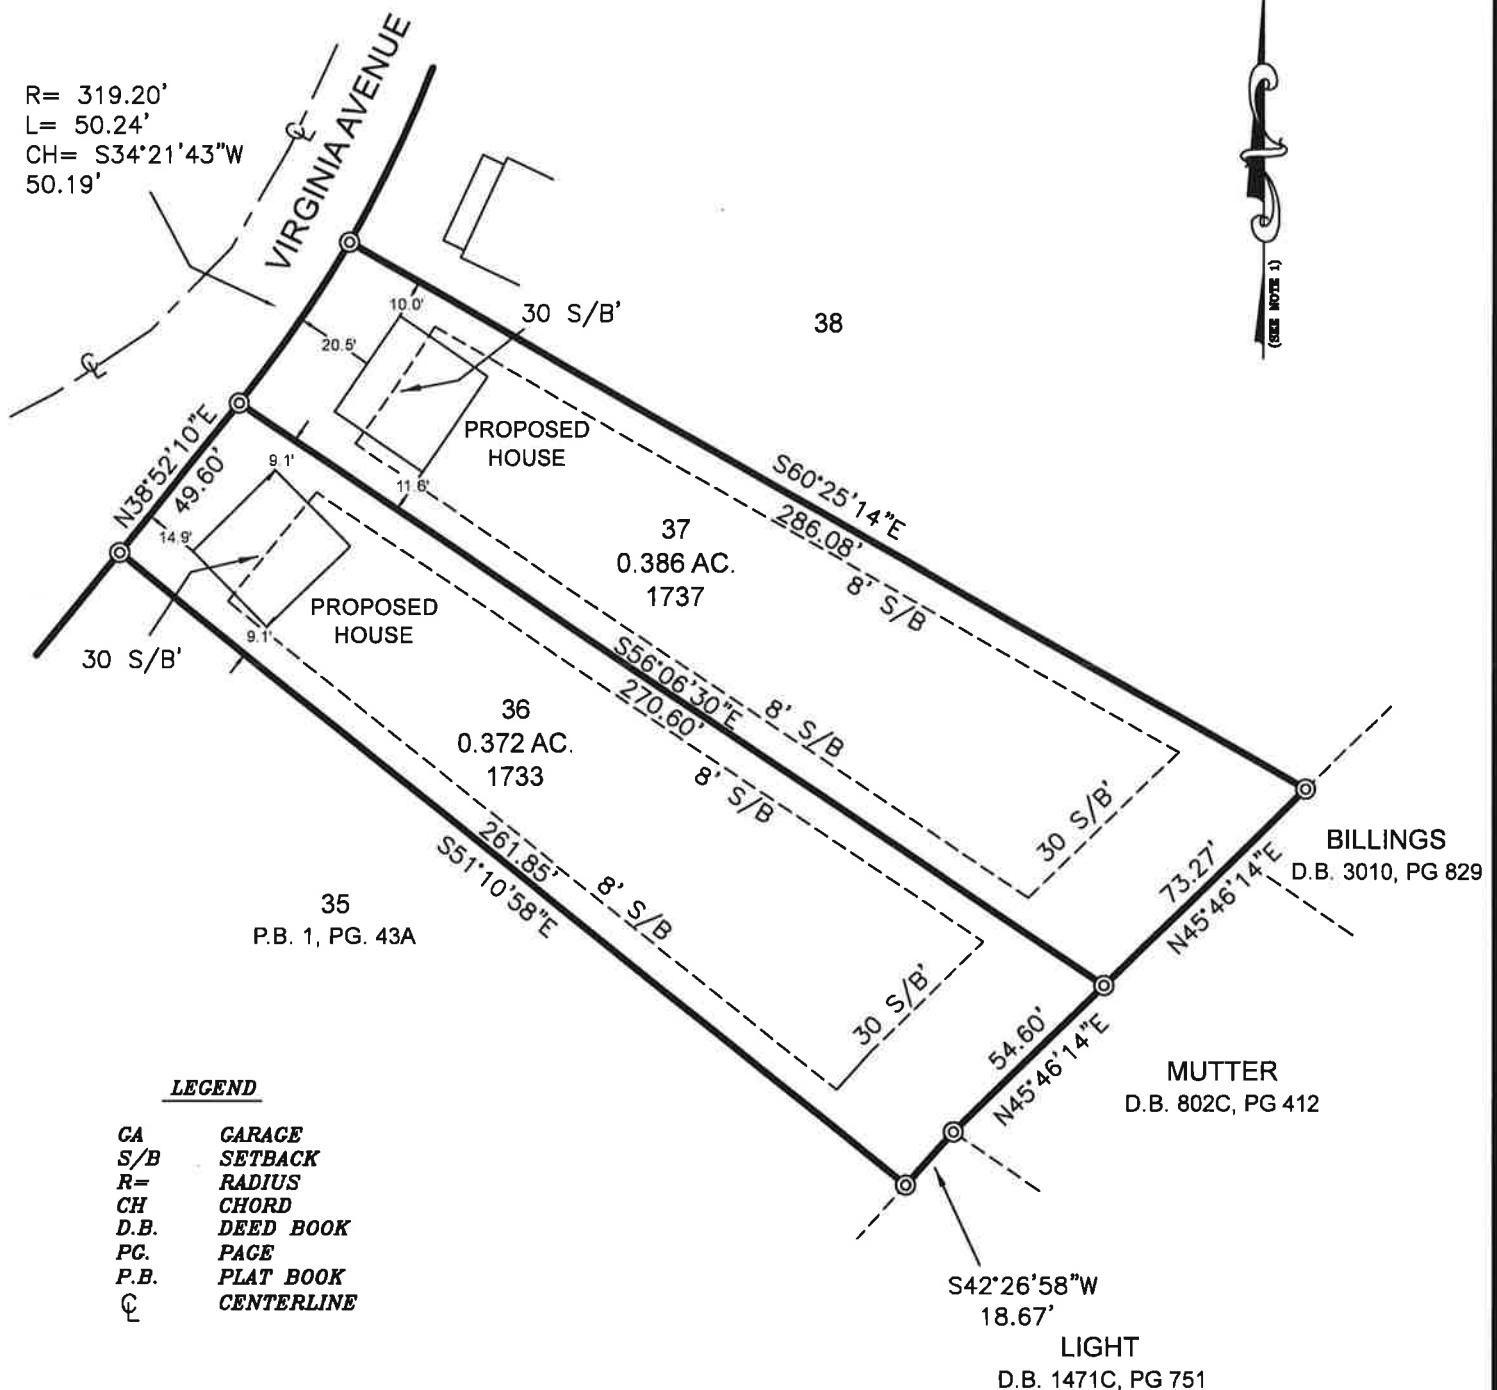 R= 319.20'
L= 50.24'
CH= S34°21'43"W
50.19'
VIRGINIA AVENUE
(SEE NOTE 1)
10.0'
30 S/B'
38
20.5'
PROPOSED
HOUSE
N38°52'10"E
49.60'
9.1'
11.6'
S60°25'14"E
286.08'
37
0.386 AC.
1737
8' S/B
14.9'
PROPOSED
HOUSE
9.1'
30 S/B'
S56°06'30"E
270.60'
8' S/B
36
0.372 AC.
1733
8' S/B
30 S/B'
261.85'
S51°10'58"E
8' S/B
BILLINGS
D.B. 3010, PG 829
73.27'
N45°46'14"E
35
P.B. 1, PG. 43A
30 S/B'
54.60'
N45°46'14"E
MUTTER
D.B. 802C, PG 412
LEGEND
GA GARAGE
S/B SETBACK
R= RADIUS
CH CHORD
D.B. DEED BOOK
PG. PAGE
P.B. PLAT BOOK
℄ CENTERLINE
S42°26'58"W
18.67'
LIGHT
D.B. 1471C, PG 751